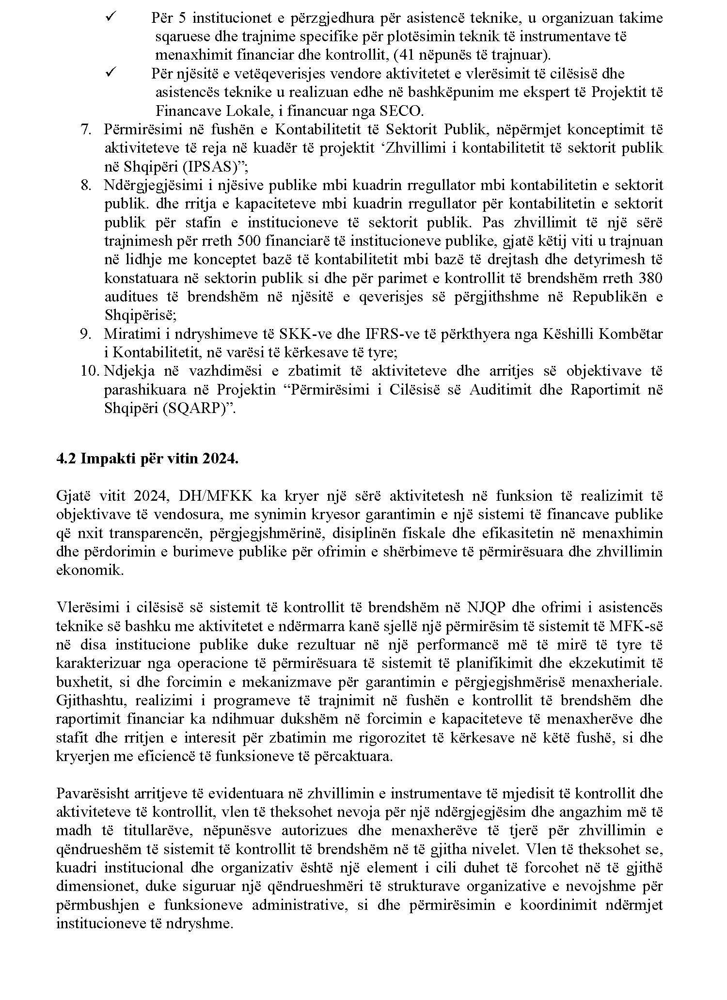 ✓ Për 5 institucionet e përzgjedhura për asistencë teknike, u organizuan takime
sqaruese dhe trajnime specifike për plotësimin teknik të instrumentave të
menaxhimit financiar dhe kontrollit, (41 nëpunës të trajnuar).
✓ Për njësitë e vetëqeverisjes vendore aktivitetet e vlerësimit të cilësisë dhe
asistencës teknike u realizuan edhe në bashkëpunim me ekspert të Projektit të
Financave Lokale, i financuar nga SECO.
7. Përmirësimi në fushën e Kontabilitetit të Sektorit Publik, nëpërmjet konceptimit të
aktiviteteve të reja në kuadër të projektit ‘Zhvillimi i kontabilitetit të sektorit publik
në Shqipëri (IPSAS)”;
8. Ndërgjegjësimi i njësive publike mbi kuadrin rregullator mbi kontabilitetin e sektorit
publik. dhe rritja e kapaciteteve mbi kuadrin rregullator për kontabilitetin e sektorit
publik për stafin e institucioneve të sektorit publik. Pas zhvillimit të një sërë
trajnimesh për rreth 500 financiarë të institucioneve publike, gjatë këtij viti u trajnuan
në lidhje me konceptet bazë të kontabilitetit mbi bazë të drejtash dhe detyrimesh të
konstatuara në sektorin publik si dhe për parimet e kontrollit të brendshëm rreth 380
auditues të brendshëm në njësitë e qeverisjes së përgjithshme në Republikën e
Shqipërisë;
9. Miratimi i ndryshimeve të SKK-ve dhe IFRS-ve të përkthyera nga Këshilli Kombëtar
i Kontabilitetit, në varësi të kërkesave të tyre;
10. Ndjekja në vazhdimësi e zbatimit të aktiviteteve dhe arritjes së objektivave të
parashikuara në Projektin “Përmirësimi i Cilësisë së Auditimit dhe Raportimit në
Shqipëri (SQARP)”.
4.2 Impakti për vitin 2024.
Gjatë vitit 2024, DH/MFKK ka kryer një sërë aktivitetesh në funksion të realizimit të
objektivave të vendosura, me synimin kryesor garantimin e një sistemi të financave publike
që nxit transparencën, përgjegjshmërinë, disiplinën fiskale dhe efikasitetin në menaxhimin
dhe përdorimin e burimeve publike për ofrimin e shërbimeve të përmirësuara dhe zhvillimin
ekonomik.
Vlerësimi i cilësisë së sistemit të kontrollit të brendshëm në NJQP dhe ofrimi i asistencës
teknike së bashku me aktivitetet e ndërmarra kanë sjellë një përmirësim të sistemit të MFK-së
në disa institucione publike duke rezultuar në një performancë më të mirë të tyre të
karakterizuar nga operacione të përmirësuara të sistemit të planifikimit dhe ekzekutimit të
buxhetit, si dhe forcimin e mekanizmave për garantimin e përgjegjshmërisë menaxheriale.
Gjithashtu, realizimi i programeve të trajnimit në fushën e kontrollit të brendshëm dhe
raportimit financiar ka ndihmuar dukshëm në forcimin e kapaciteteve të menaxherëve dhe
stafit dhe rritjen e interesit për zbatimin me rigorozitet të kërkesave në këtë fushë, si dhe
kryerjen me eficiencë të funksioneve të përcaktuara.
Pavarësisht arritjeve të evidentuara në zhvillimin e instrumentave të mjedisit të kontrollit dhe
aktiviteteve të kontrollit, vlen të theksohet nevoja për një ndërgjegjësim dhe angazhim më të
madh të titullarëve, nëpunësve autorizues dhe menaxherëve të tjerë për zhvillimin e
qëndrueshëm të sistemit të kontrollit të brendshëm në të gjitha nivelet. Vlen të theksohet se,
kuadri institucional dhe organizativ është një element i cili duhet të forcohet në të gjithë
dimensionet, duke siguruar një qëndrueshmëri të strukturave organizative e nevojshme për
përmbushjen e funksioneve administrative, si dhe përmirësimin e koordinimit ndërmjet
institucioneve të ndryshme.